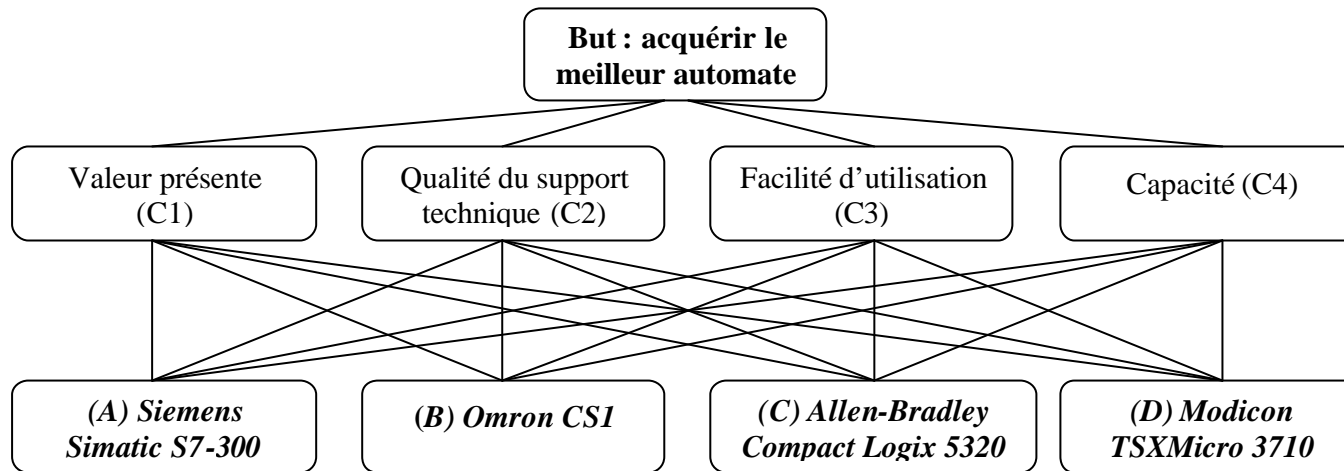 But : acquérir le
meilleur automate
Valeur présente
(C1)
Qualité du support
technique (C2)
Facilité d’utilisation
(C3)
Capacité (C4)
(A) Siemens
Simatic S7-300
(B) Omron CS1
(C) Allen-Bradley
Compact Logix 5320
(D) Modicon
TSXMicro 3710